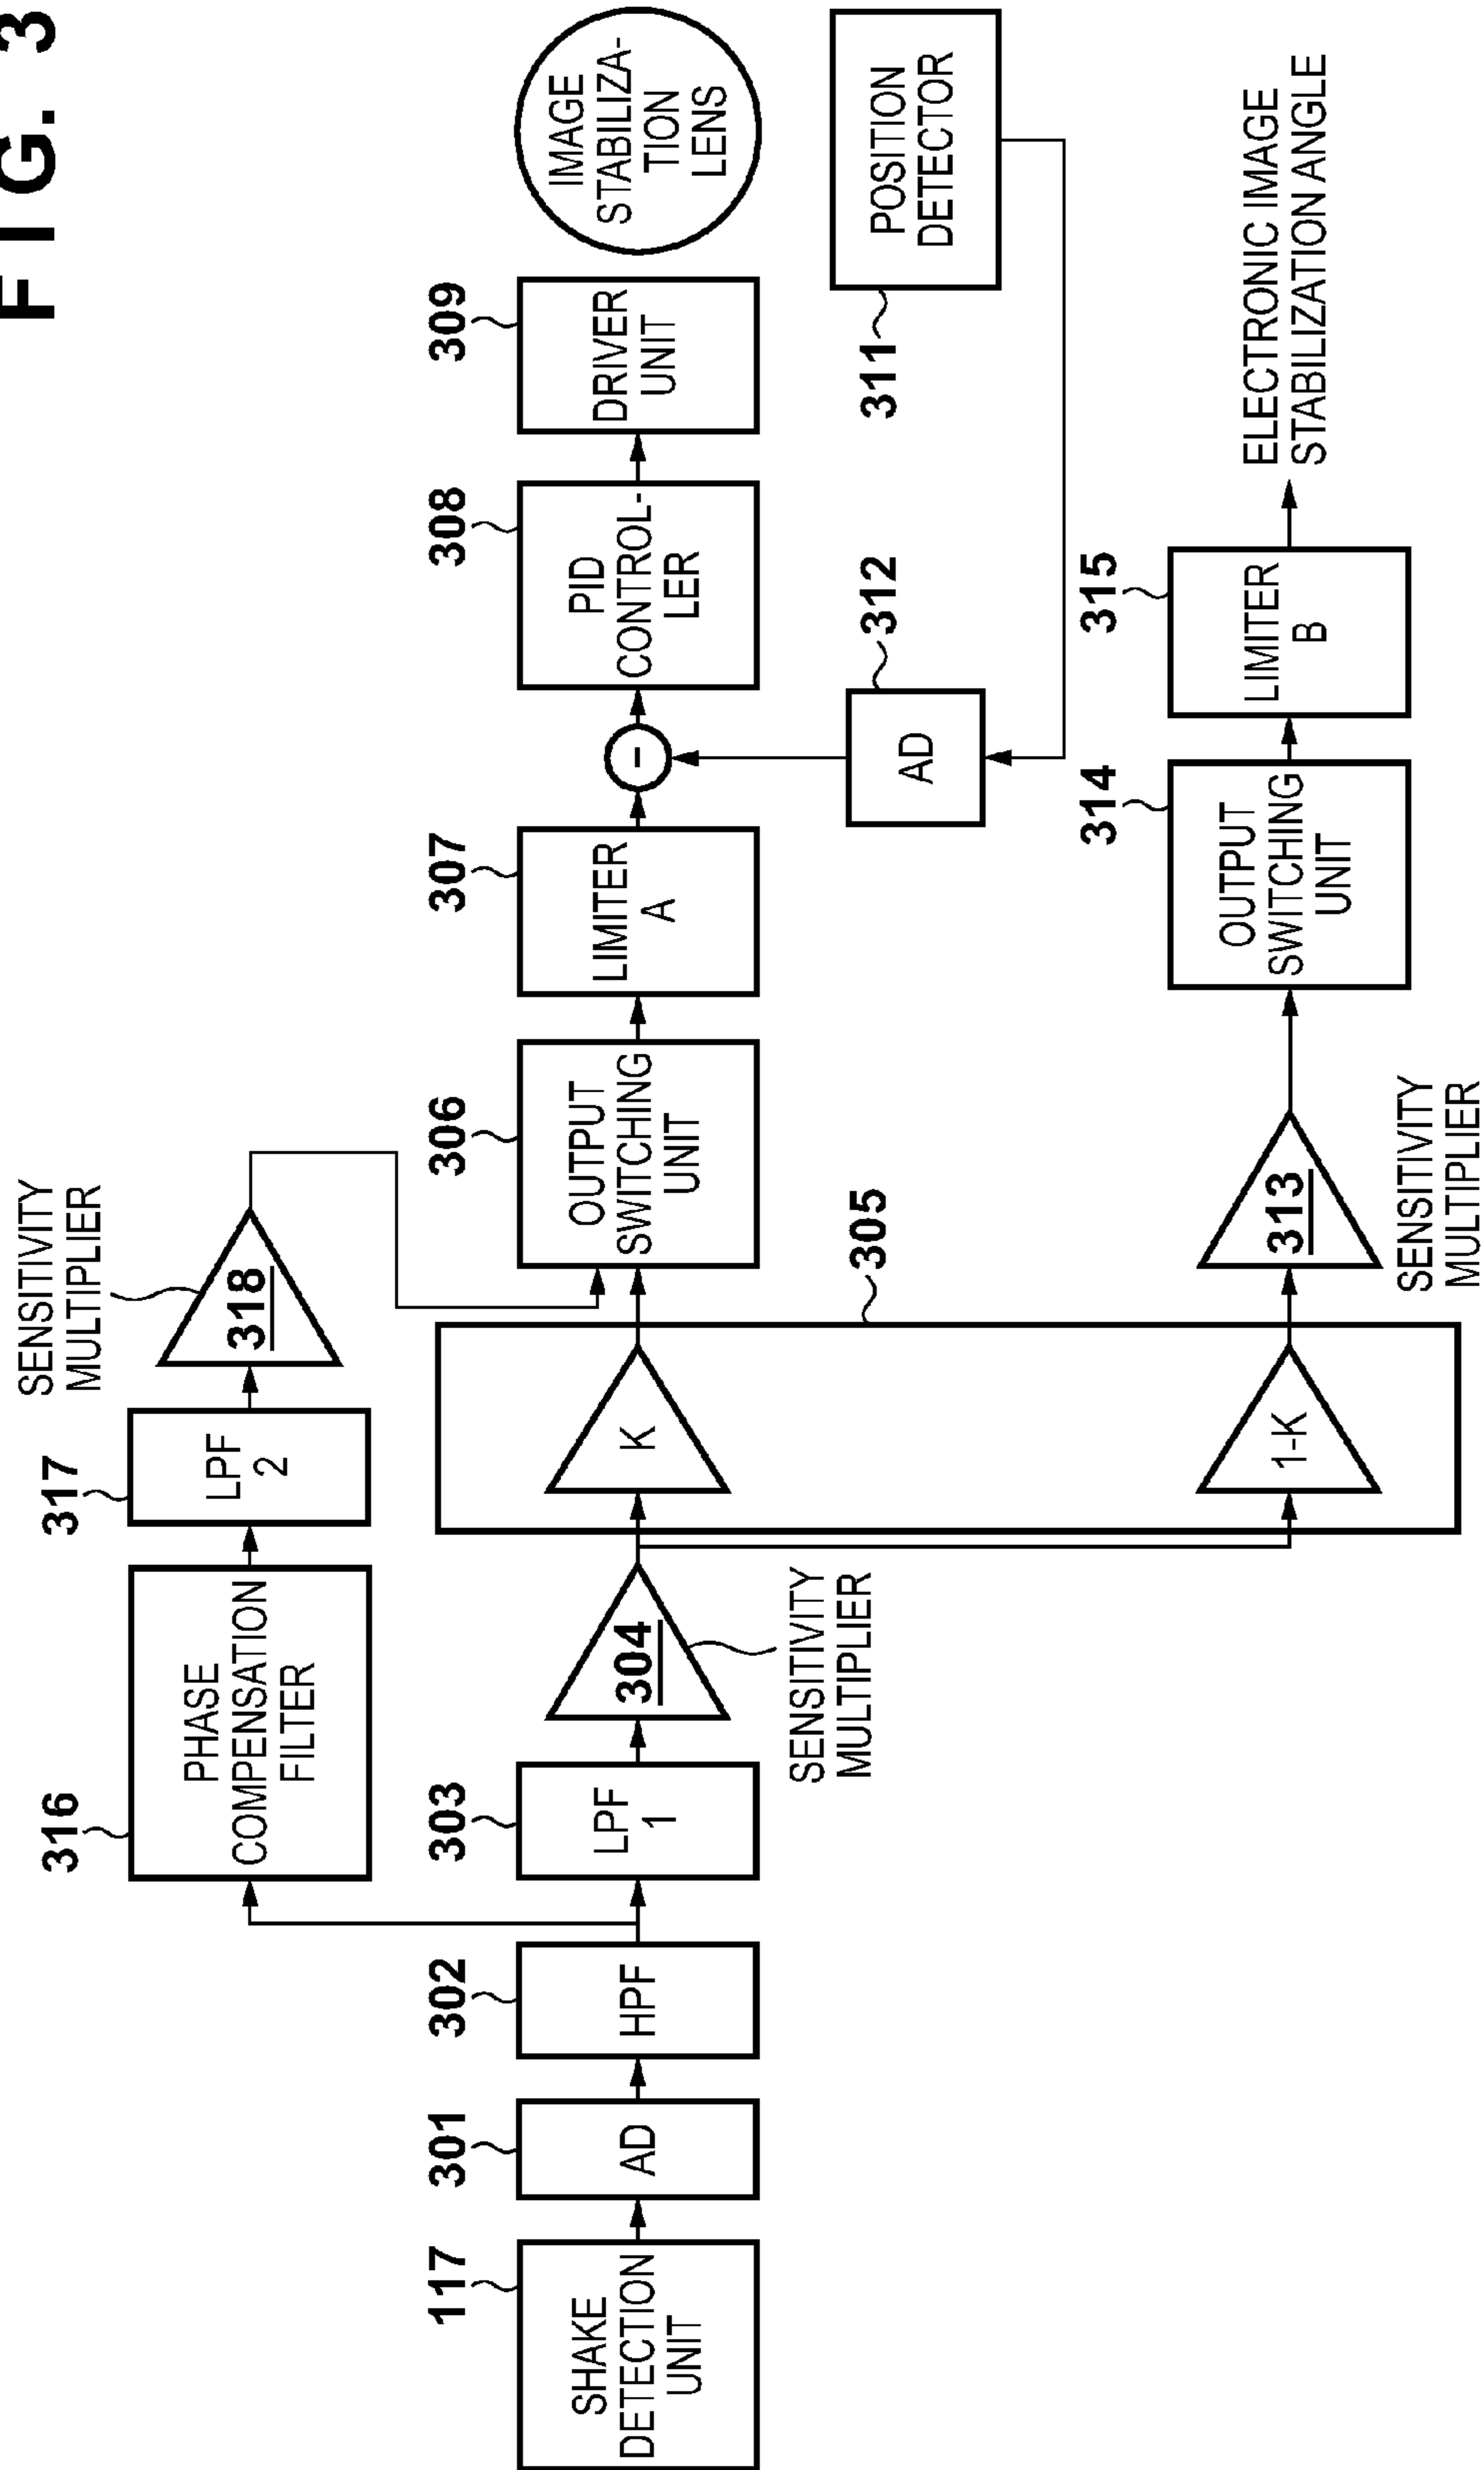 FIG. 3
SENSITIVITY
MULTIPLIER
316
PHASE
COMPENSATION
FILTER
317
LPF
2
318
117
SHAKE
DETECTION
UNIT
301
AD
302
HPF
303
LPF
1
304
SENSITIVITY
MULTIPLIER
K
1-K
305
306
OUTPUT
SWITCHING
UNIT
307
LIMITER
A
-
308
PID
CONTROL-
LER
309
DRIVER
UNIT
IMAGE
STABILIZA-
TION
LENS
312
AD
311
POSITION
DETECTOR
313
SENSITIVITY
MULTIPLIER
314
OUTPUT
SWITCHING
UNIT
315
LIMITER
B
ELECTRONIC IMAGE
STABILIZATION ANGLE